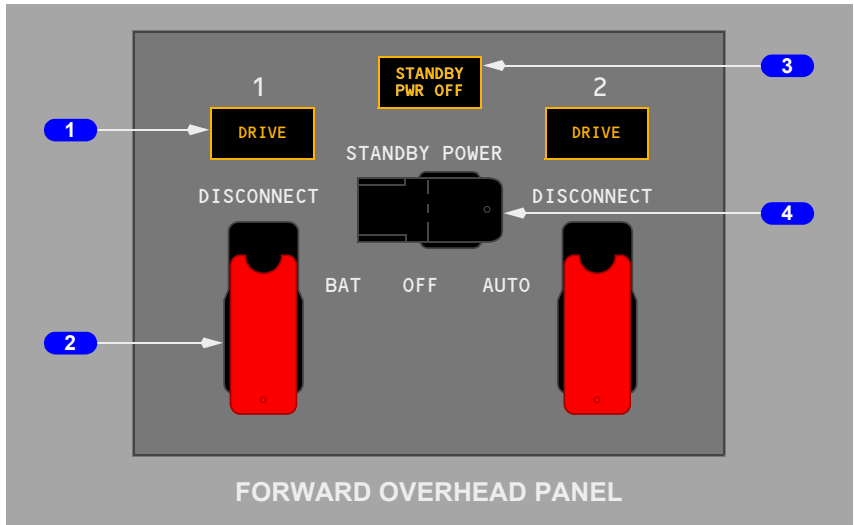 3
STANDBY
PWR OFF
1
2
1
DRIVE
DRIVE
STANDBY POWER
DISCONNECT
DISCONNECT
4
BAT OFF AUTO
2
FORWARD OVERHEAD PANEL